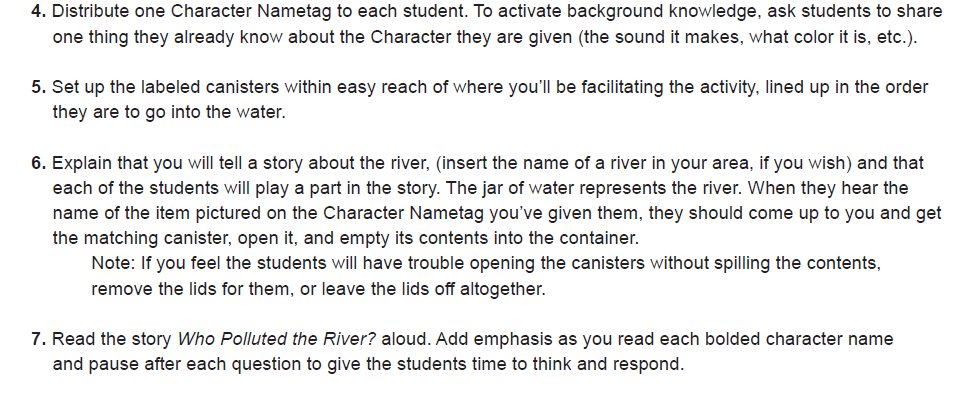 4. Distribute one Character Nametag to each student. To activate background knowledge, ask students to share
one thing they already know about the Character they are given (the sound it makes, what color it is, etc.).
5. Set up the labeled canisters within easy reach of where you'll be facilitating the activity, lined up in the order
they are to go into the water.
6. Explain that you will tell a story about the river, (insert the name of a river in your area, if you wish) and that
each of the students will play a part in the story. The jar of water represents the river. When they hear the
name of the item pictured on the Character Nametag you've given them, they should come up to you and get
the matching canister, open it, and empty its contents into the container.
Note: If you feel the students will have trouble opening the canisters without spilling the contents,
remove the lids for them, or leave the lids off altogether.
7. Read the story Who Polluted the River? aloud. Add emphasis as you read each bolded character name
and pause after each question to give the students time to think and respond.